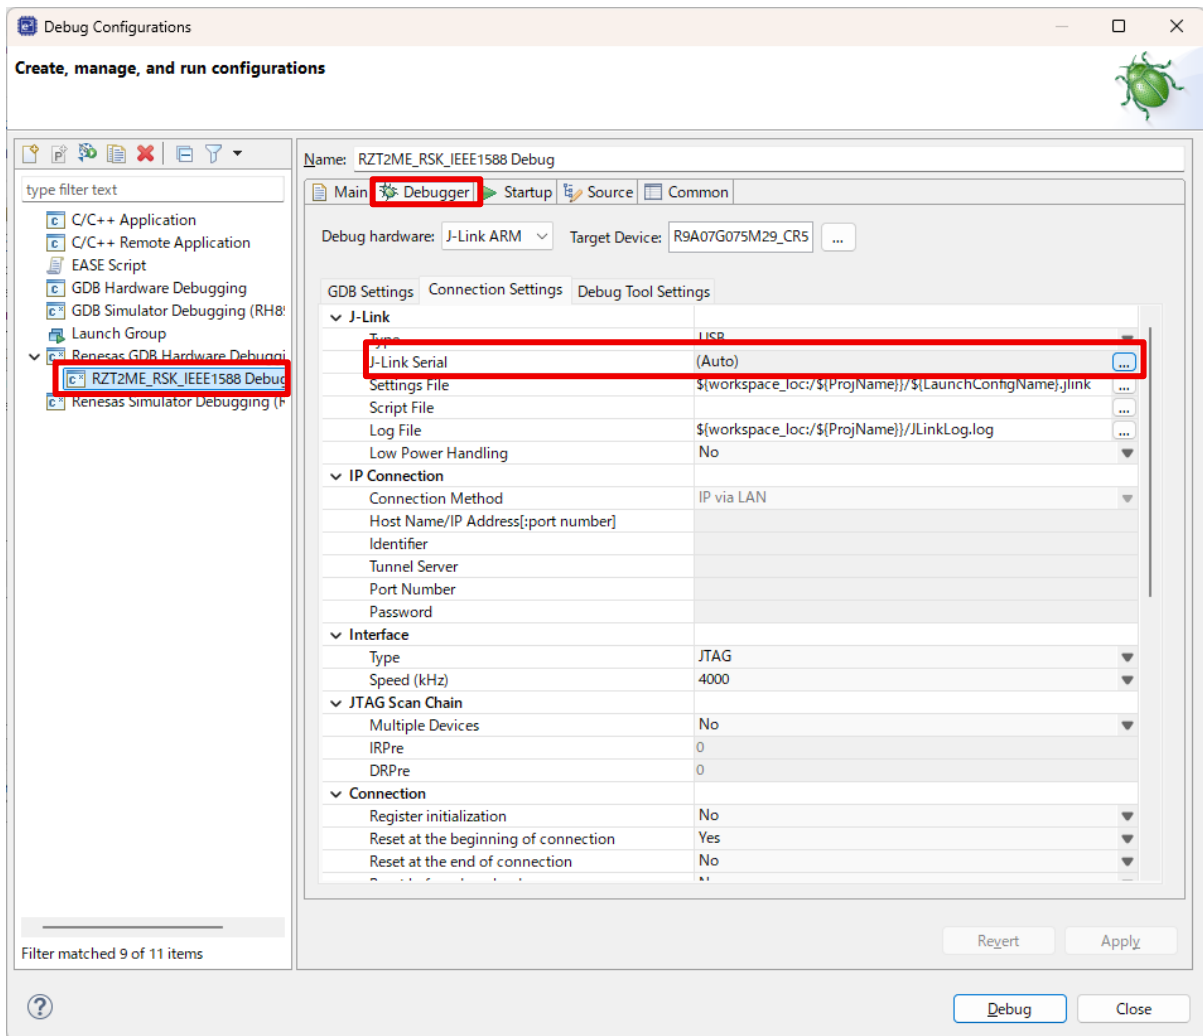 Debug Configurations
Create, manage, and run configurations
type filter text
C/C++ Application
C/C++ Remote Application
EASE Script
GDB Hardware Debugging
GDB Simulator Debugging (RH8
Launch Group
Renesas GDB Hardware Debuggi
RZT2ME_RSK_IEEE1588 Debug
Renesas Simulator Debugging (
Filter matched 9 of 11 items
Name: RZT2ME_RSK_IEEE1588 Debug
Main Debugger Startup Source Common
Debug hardware: J-Link ARM Target Device: R9A07G075M29_CR5 ...
GDB Settings Connection Settings Debug Tool Settings
J-Link
Type USB
J-Link Serial (Auto) ...
Settings File ${workspace_loc:/${ProjName}}/${LaunchConfigName}.jlink ...
Script File ...
Log File ${workspace_loc:/${ProjName}}/JLinkLog.log ...
Low Power Handling No
IP Connection
Connection Method IP via LAN
Host Name/IP Address[:port number]
Identifier
Tunnel Server
Port Number
Password
Interface
Type JTAG
Speed (kHz) 4000
JTAG Scan Chain
Multiple Devices No
IRPre 0
DRPre 0
Connection
Register initialization No
Reset at the beginning of connection Yes
Reset at the end of connection No
Revert Apply
? Debug Close